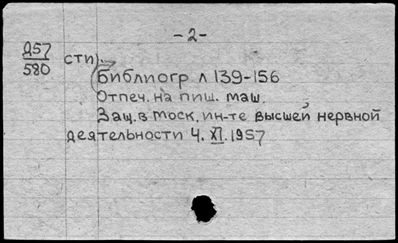 -2-
Д57
580
сти).
Библиогр л 139-156
Отпеч. на пиш. маш.
Защ. в Моск. ин-те высшей нервной
деятельности 4. XI. 1957